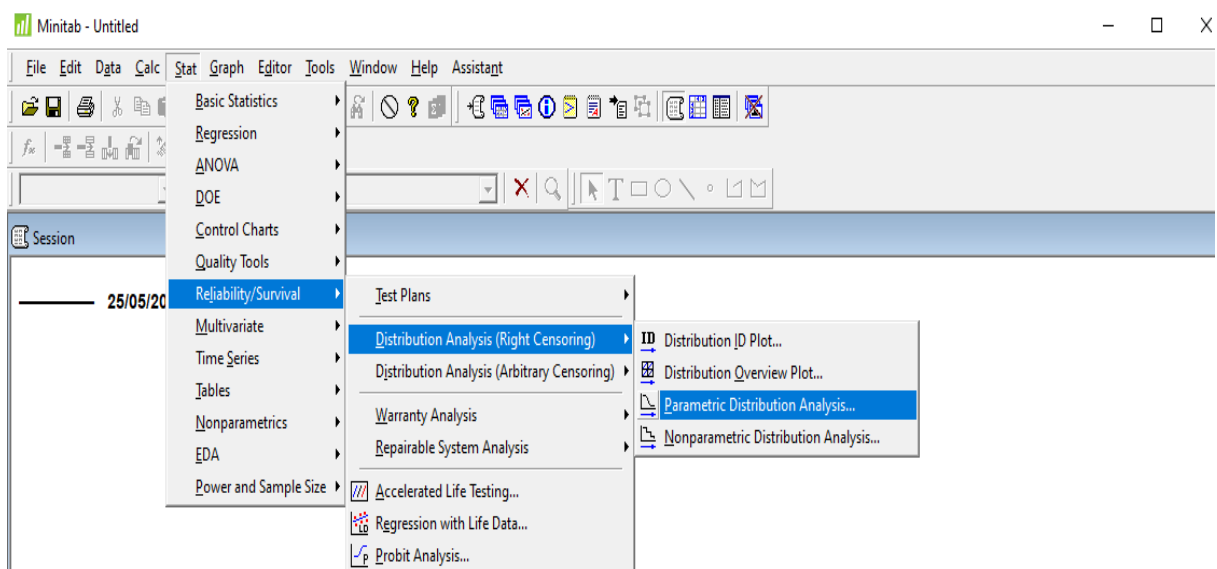 Minitab - Untitled
File Edit Data Calc Stat Graph Editor Tools Window Help Assistant
Session
25/05/20
Basic Statistics
Regression
ANOVA
DOE
Control Charts
Quality Tools
Reliability/Survival
Multivariate
Time Series
Tables
Nonparametrics
EDA
Power and Sample Size
Test Plans
Distribution Analysis (Right Censoring)
Distribution Analysis (Arbitrary Censoring)
Warranty Analysis
Repairable System Analysis
Accelerated Life Testing...
Regression with Life Data...
Probit Analysis...
ID Distribution ID Plot...
Distribution Overview Plot...
Parametric Distribution Analysis...
Nonparametric Distribution Analysis...